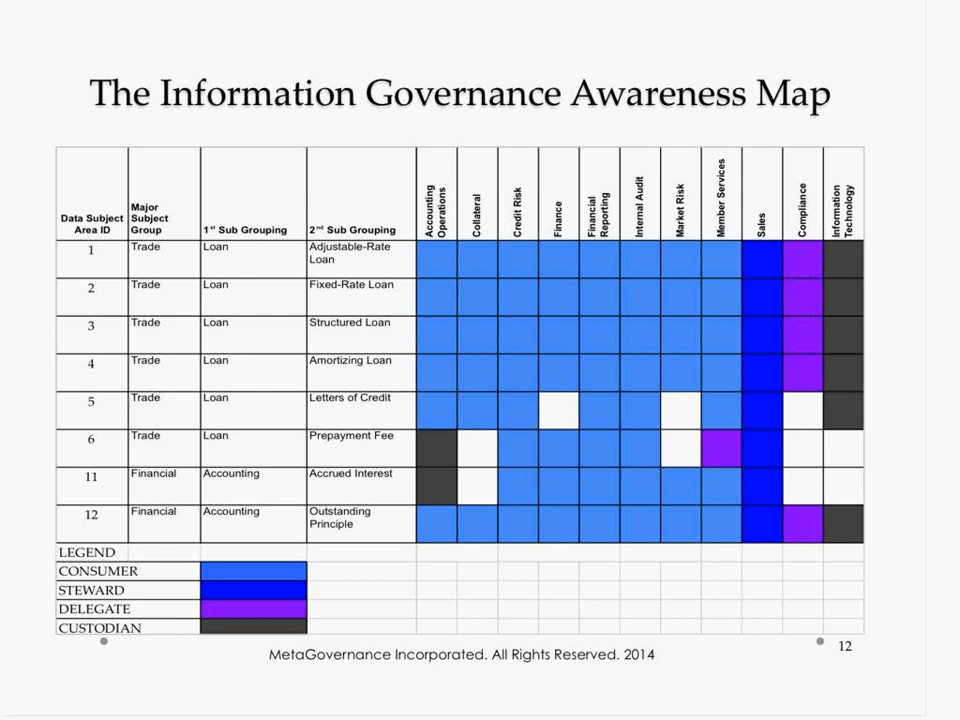 The Information Governance Awareness Map
Data Subject Area ID
Major Subject Group
1st Sub Grouping
2nd Sub Grouping
Accounting Operations
Collateral
Credit Risk
Finance
Financial Reporting
Internal Audit
Market Risk
Member Services
Sales
Compliance
Information Technology
1 Trade Loan Adjustable-Rate Loan
2 Trade Loan Fixed-Rate Loan
3 Trade Loan Structured Loan
4 Trade Loan Amortizing Loan
5 Trade Loan Letters of Credit
6 Trade Loan Prepayment Fee
11 Financial Accounting Accrued Interest
12 Financial Accounting Outstanding Principle
LEGEND
CONSUMER
STEWARD
DELEGATE
CUSTODIAN
MetaGovernance Incorporated. All Rights Reserved. 2014
12